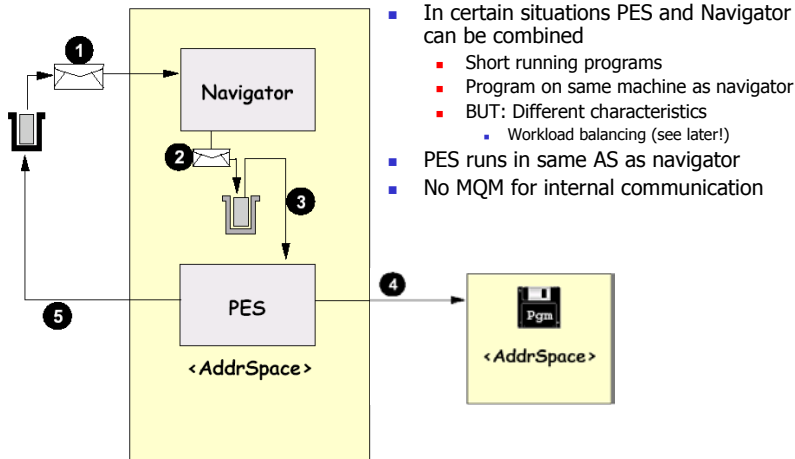 In certain situations PES and Navigator
can be combined
Short running programs
Program on same machine as navigator
BUT: Different characteristics
Workload balancing (see later!)
PES runs in same AS as navigator
No MQM for internal communication
1
Navigator
2
3
PES
4
5
<AddrSpace>
Pgm
<AddrSpace>